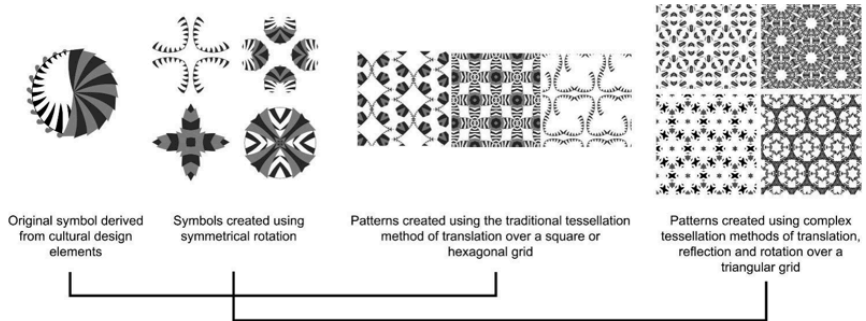 Original symbol derived
from cultural design
elements
Symbols created using
symmetrical rotation
Patterns created using the traditional tessellation
method of translation over a square or
hexagonal grid
Patterns created using complex
tessellation methods of translation,
reflection and rotation over a
triangular grid